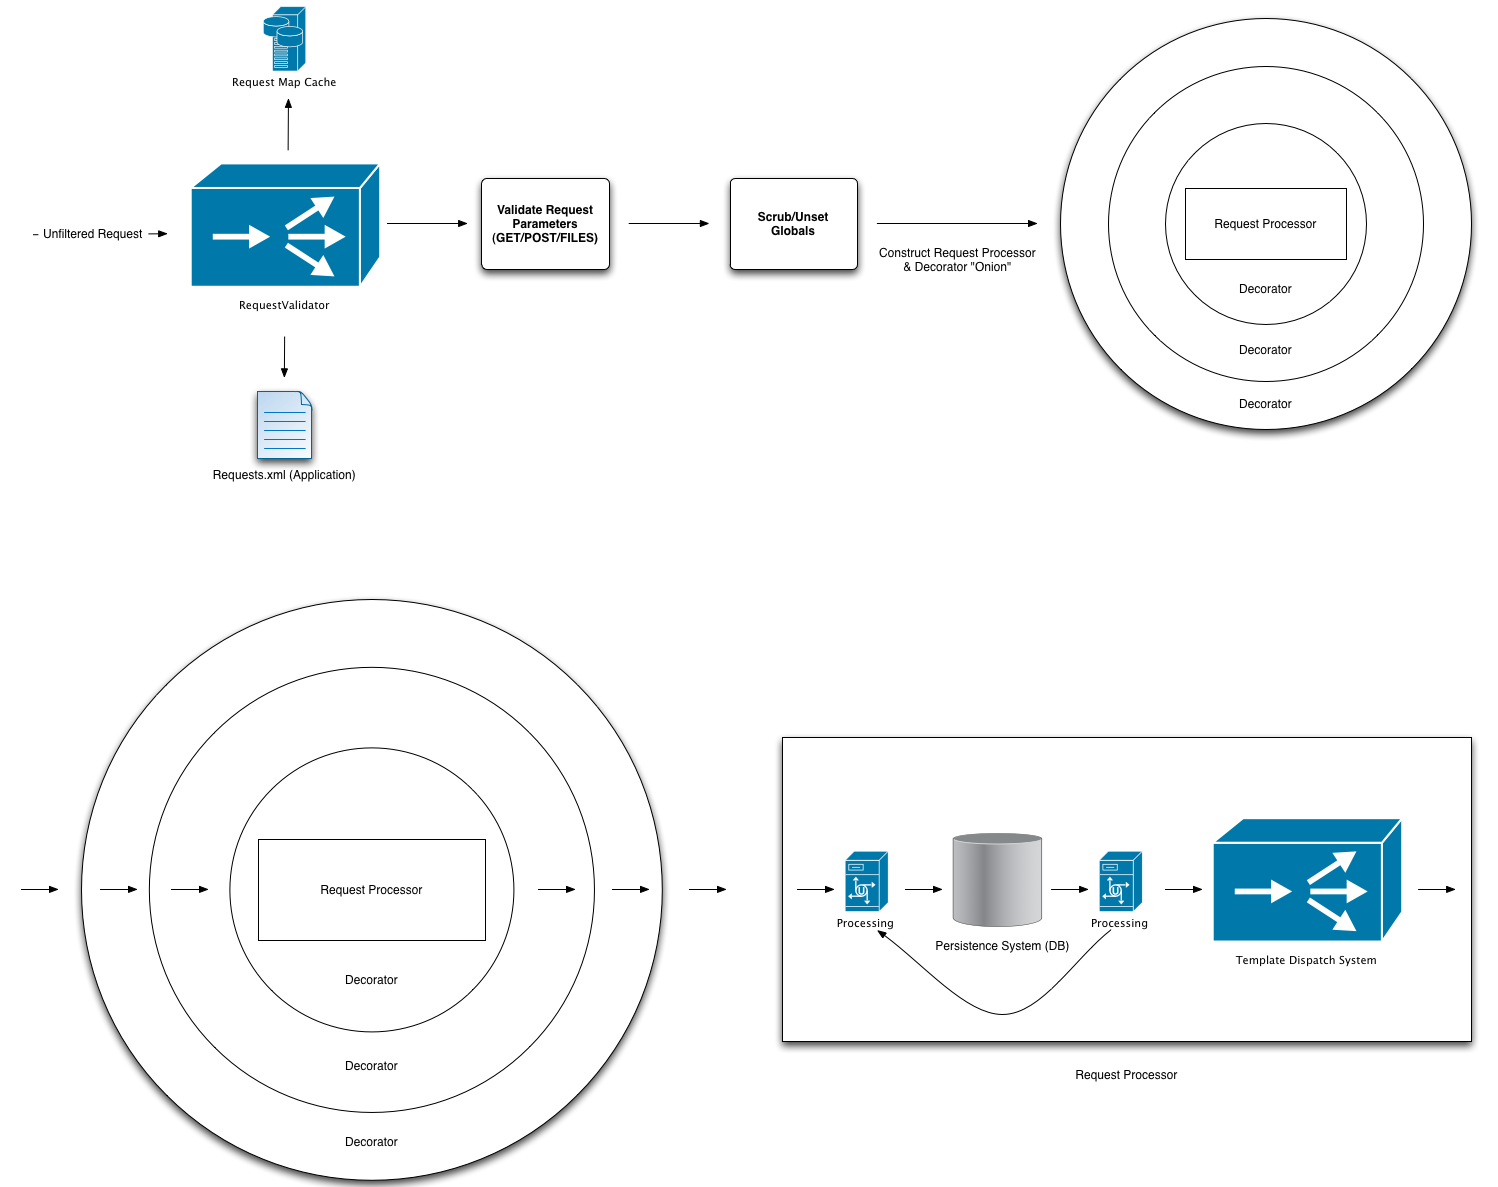 Request Map Cache
– Unfiltered Request
RequestValidator
Validate Request
Parameters
(GET/POST/FILES)
Scrub/Unset
Globals
Construct Request Processor
& Decorator "Onion"
Request Processor
Decorator
Decorator
Decorator
Requests.xml (Application)
Request Processor
Decorator
Decorator
Decorator
Processing
Persistence System (DB)
Processing
Template Dispatch System
Request Processor